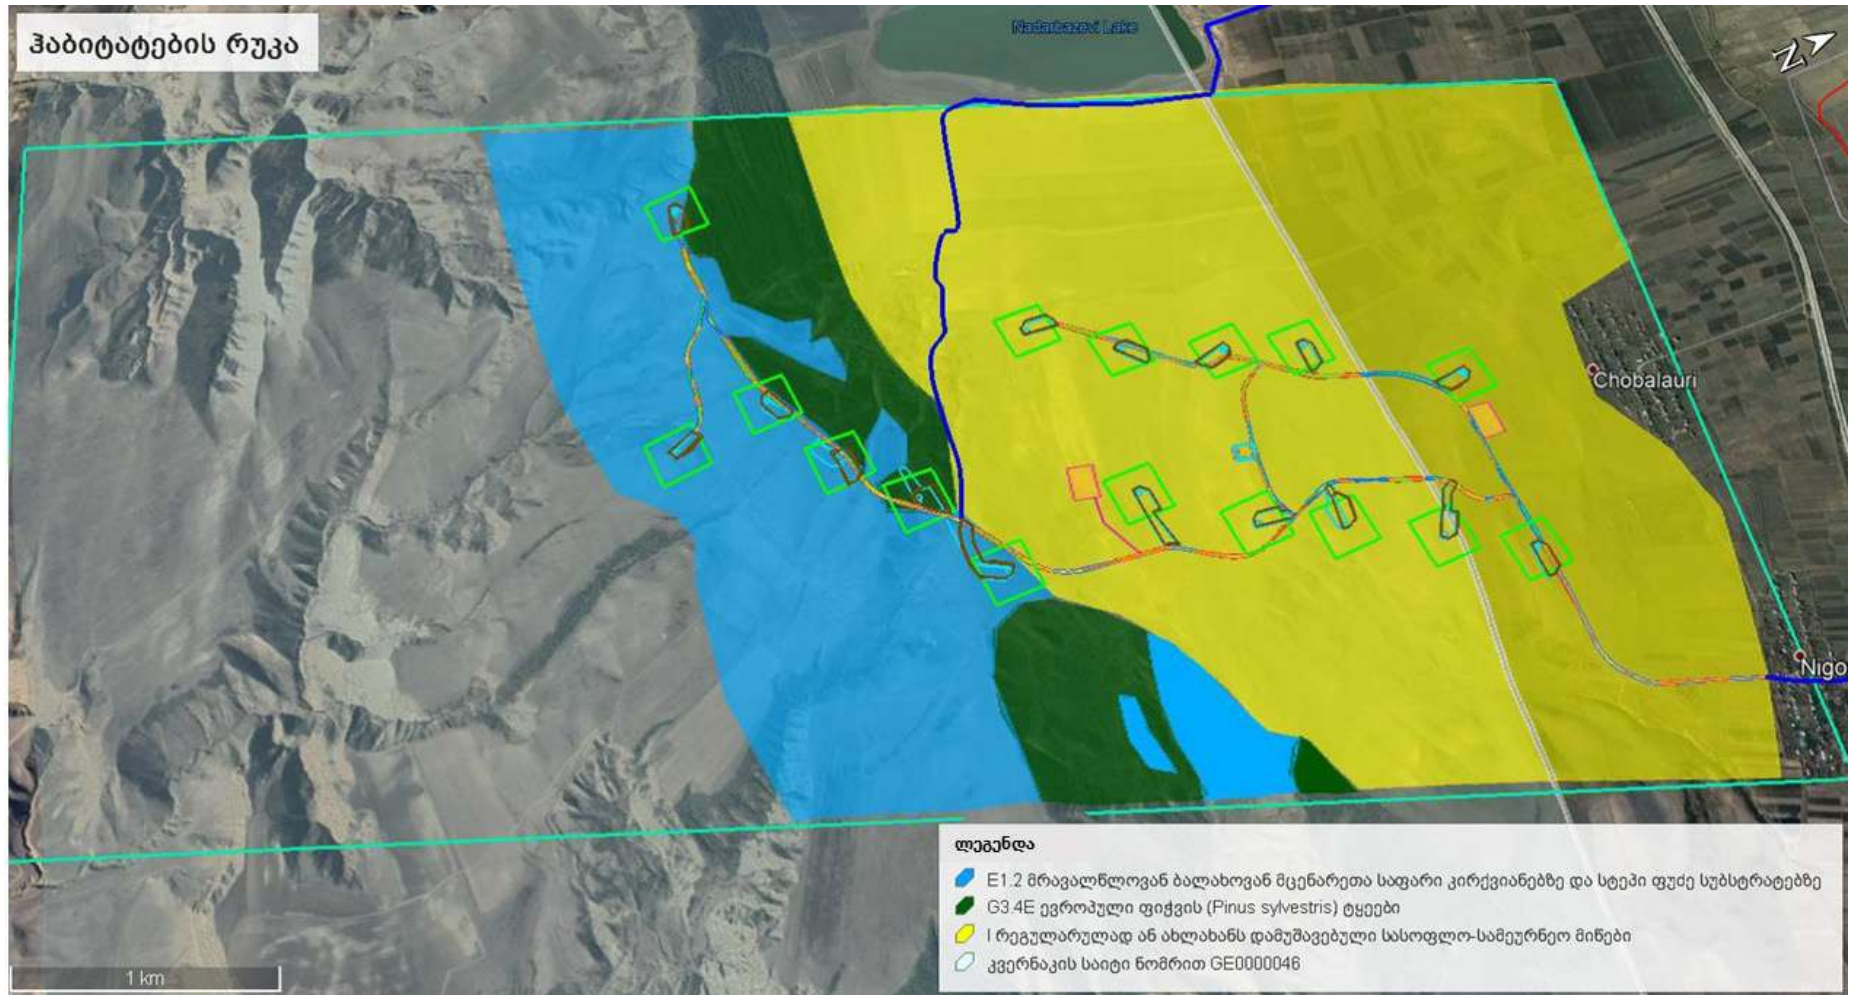 ჰაბიტატების რუკა
Nadarbazevi Lake
N
Chobalauri
Nigo
ლეგენდა
E1.2 მრავალწლოვან ბალახოვან მცენარეთა საფარი კირქვიანებზე და სტეპი ფუძე სუბსტრატებზე
G3.4E ევროპული ფიჭვის (Pinus sylvestris) ტყეები
I რეგულარულად ან ახლახანს დამუშავებული სასოფლო-სამეურნეო მიწები
კვერნაკის საიტი ნომრით GE0000046
1 km